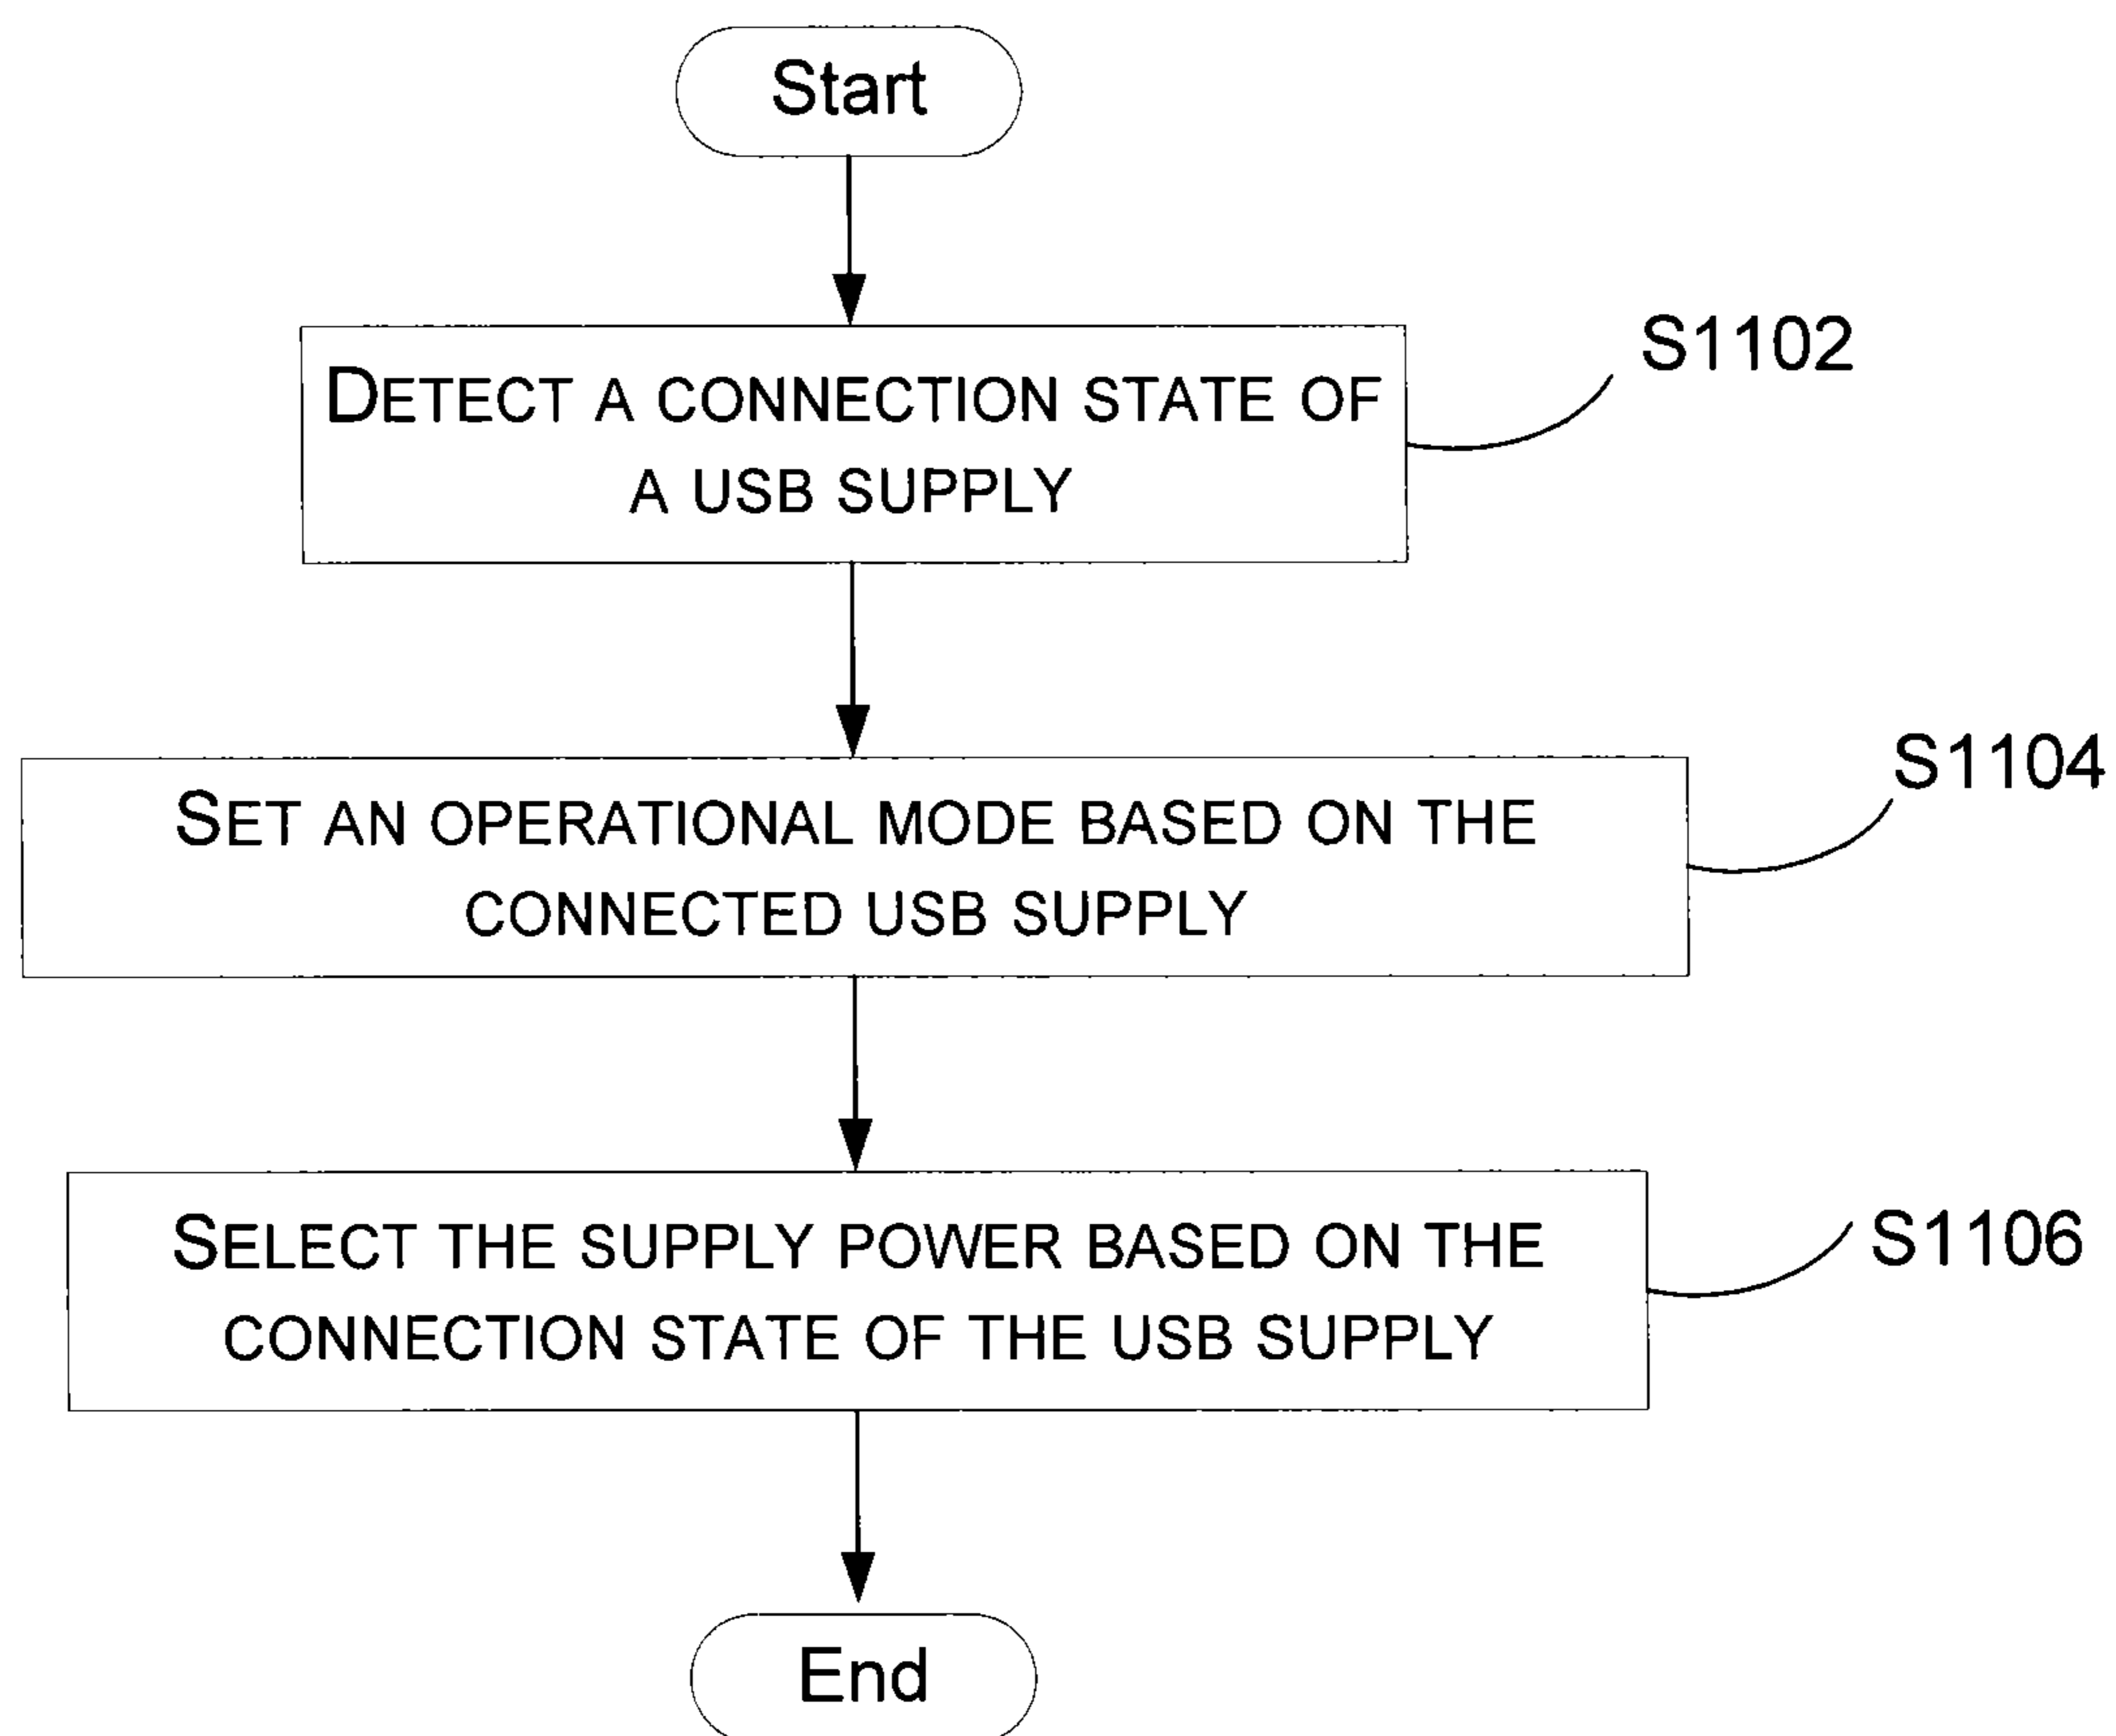 Start
DETECT A CONNECTION STATE OF
A USB SUPPLY
S1102
SET AN OPERATIONAL MODE BASED ON THE
CONNECTED USB SUPPLY
S1104
SELECT THE SUPPLY POWER BASED ON THE
CONNECTION STATE OF THE USB SUPPLY
S1106
End